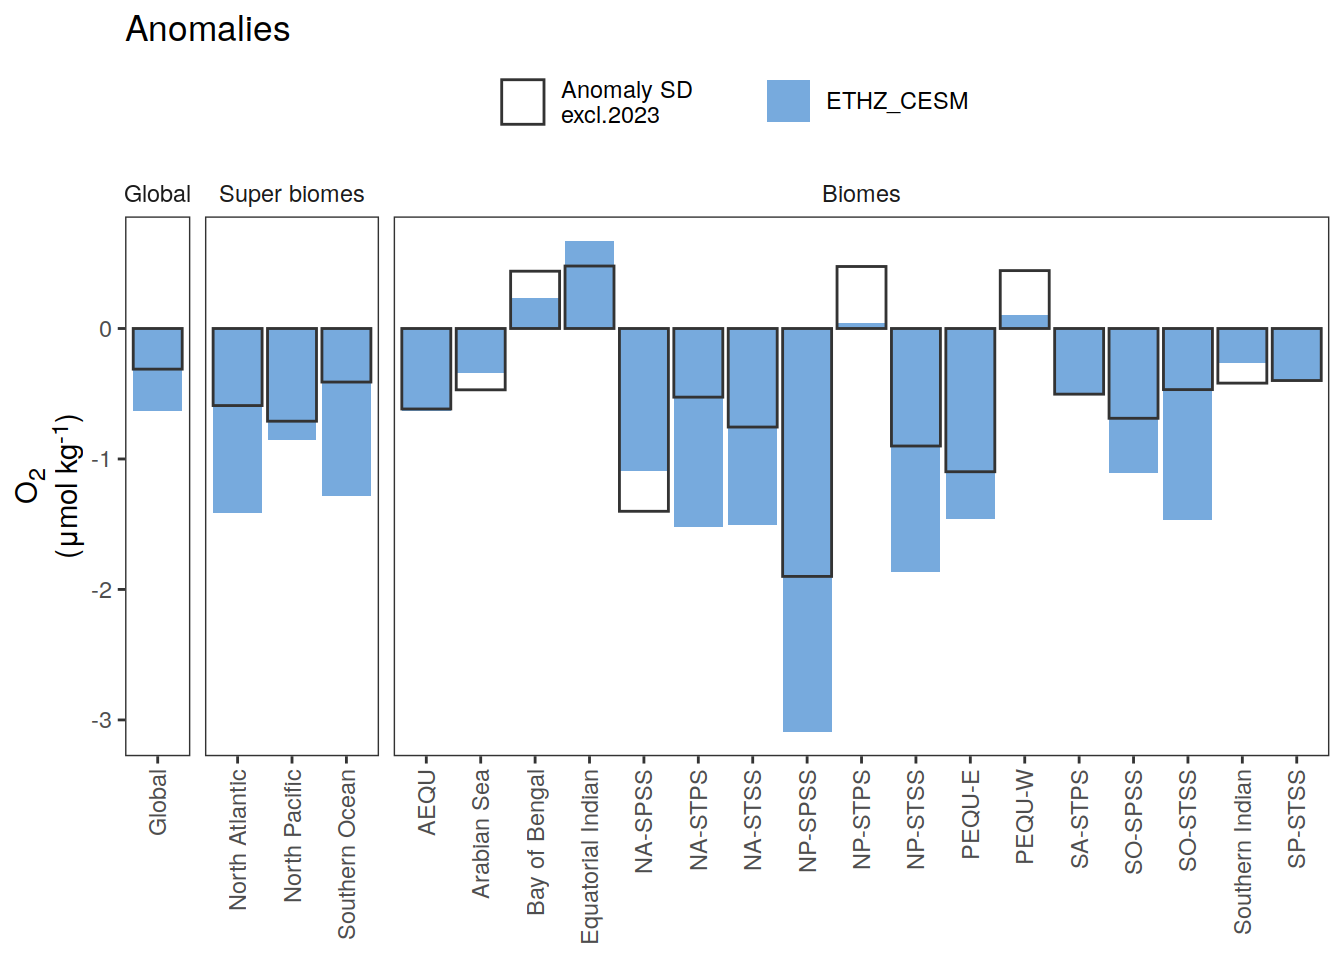 Anomalies
Anomaly SD
excl.2023
ETHZ_CESM
Global
Super biomes
Biomes
0
-1
-2
-3
O2
(µmol kg-1)
Global
North Atlantic
North Pacific
Southern Ocean
AEQU
Arabian Sea
Bay of Bengal
Equatorial Indian
NA-SPSS
NA-STPS
NA-STSS
NP-SPSS
NP-STPS
NP-STSS
PEQU-E
PEQU-W
SA-STPS
SO-SPSS
SO-STSS
Southern Indian
SP-STSS